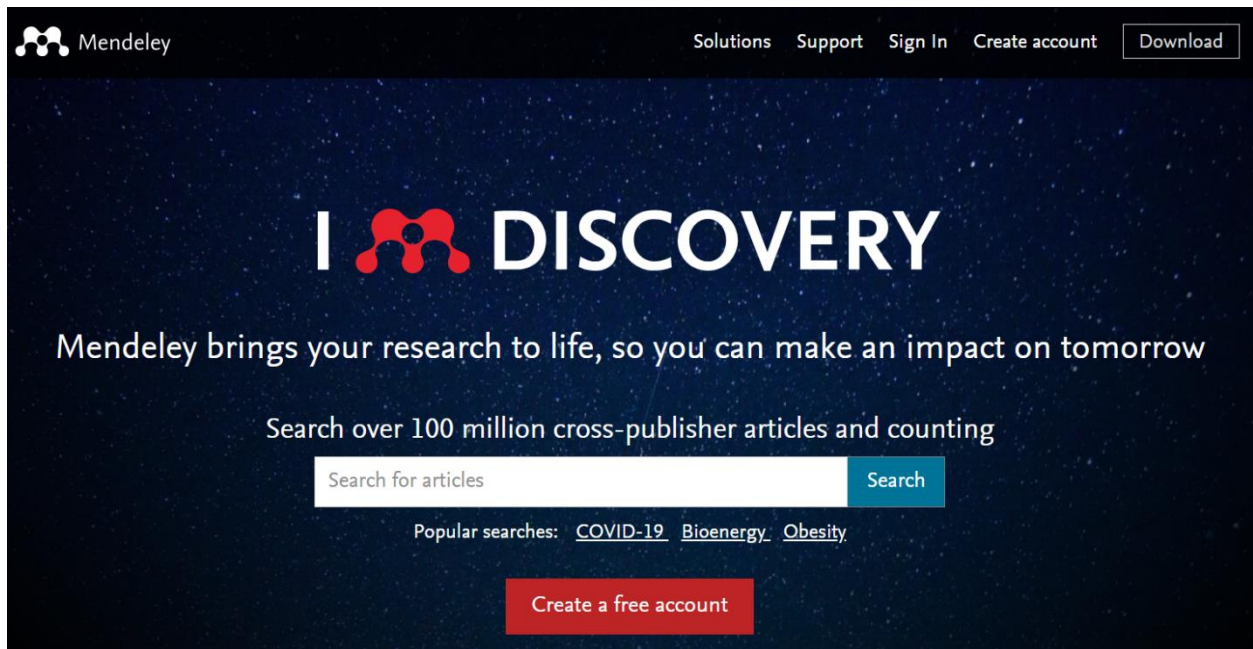 Mendeley
Solutions Support Sign In Create account Download
I DISCOVERY
Mendeley brings your research to life, so you can make an impact on tomorrow
Search over 100 million cross-publisher articles and counting
Search for articles Search
Popular searches: COVID-19 Bioenergy Obesity
Create a free account